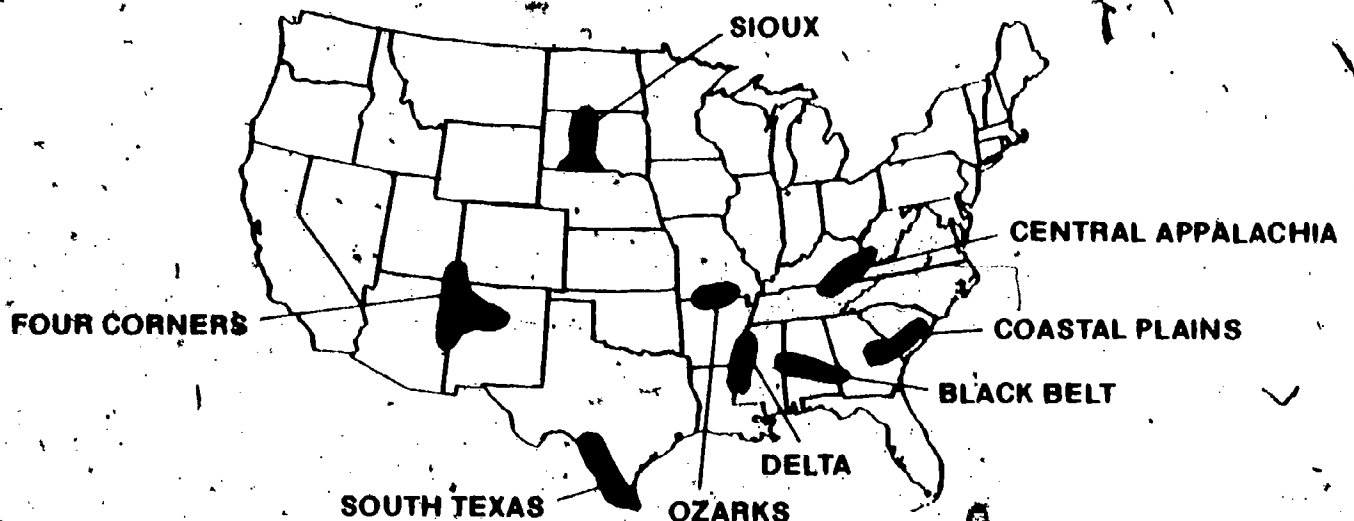 SIOUX
CENTRAL APPALACHIA
FOUR CORNERS
COASTAL PLAINS
BLACK BELT
DELTA
SOUTH TEXAS
OZARKS